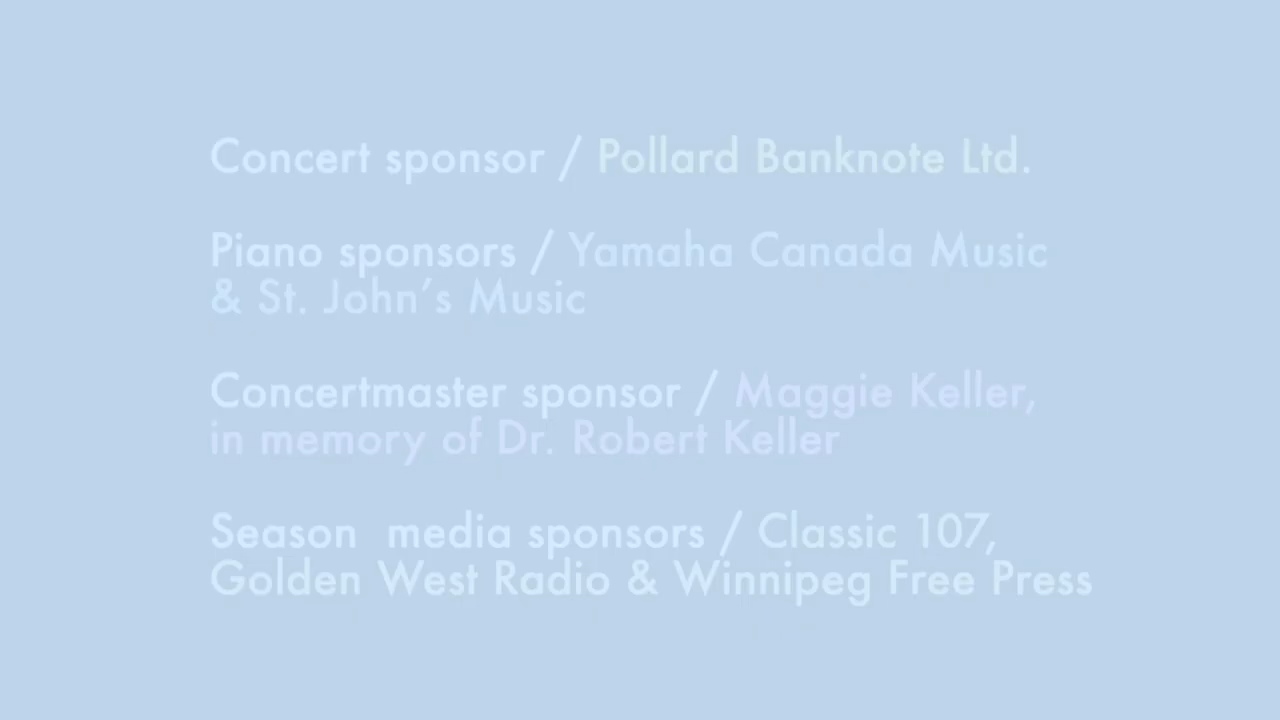 Concert sponsor / Pollard Banknote Ltd.
Piano sponsors / Yamaha Canada Music
& St. John’s Music
Concertmaster sponsor / Maggie Keller,
in memory of Dr. Robert Keller
Season  media sponsors / Classic 107,
Golden West Radio & Winnipeg Free Press